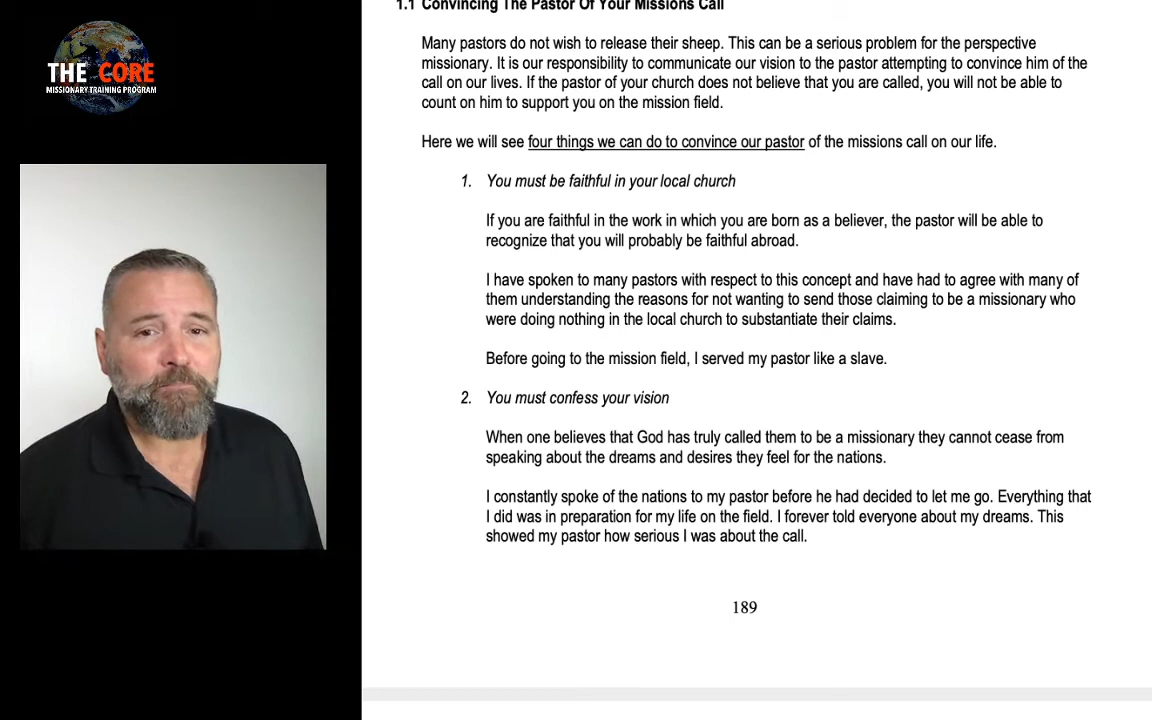 THE CORE
MISSIONARY TRAINING PROGRAM
1.1 Convincing The Pastor Of Your Missions Call
Many pastors do not wish to release their sheep. This can be a serious problem for the perspective
missionary. It is our responsibility to communicate our vision to the pastor attempting to convince him of the
call on our lives. If the pastor of your church does not believe that you are called, you will not be able to
count on him to support you on the mission field.
Here we will see four things we can do to convince our pastor of the missions call on our life.
1. You must be faithful in your local church
If you are faithful in the work in which you are born as a believer, the pastor will be able to
recognize that you will probably be faithful abroad.
I have spoken to many pastors with respect to this concept and have had to agree with many of
them understanding the reasons for not wanting to send those claiming to be a missionary who
were doing nothing in the local church to substantiate their claims.
Before going to the mission field, I served my pastor like a slave.
2. You must confess your vision
When one believes that God has truly called them to be a missionary they cannot cease from
speaking about the dreams and desires they feel for the nations.
I constantly spoke of the nations to my pastor before he had decided to let me go. Everything that
I did was in preparation for my life on the field. I forever told everyone about my dreams. This
showed my pastor how serious I was about the call.
189